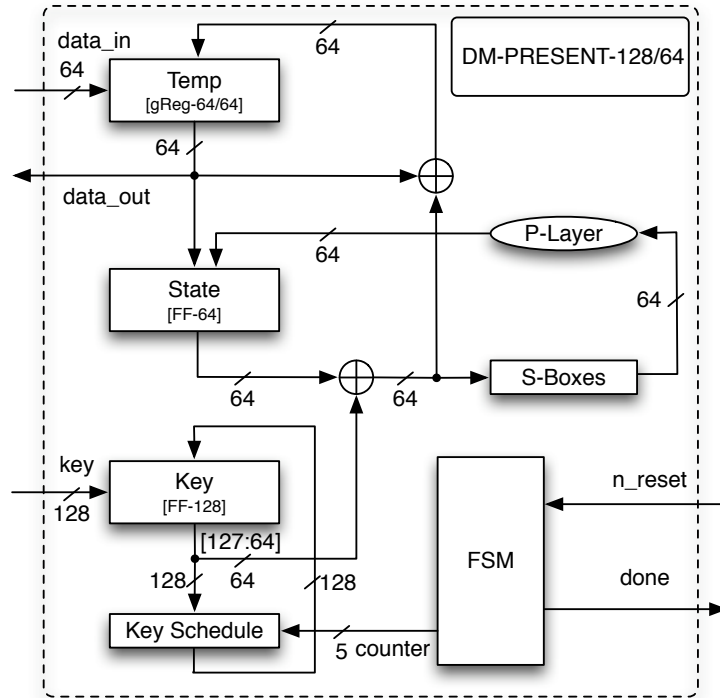 data_in
64
64
DM-PRESENT-128/64
Temp
[gReg-64/64]
64
data_out
P-Layer
64
State
[FF-64]
64
64
64
S-Boxes
key
128
Key
[FF-128]
n_reset
[127:64]
128
64
128
FSM
done
Key Schedule
5 counter